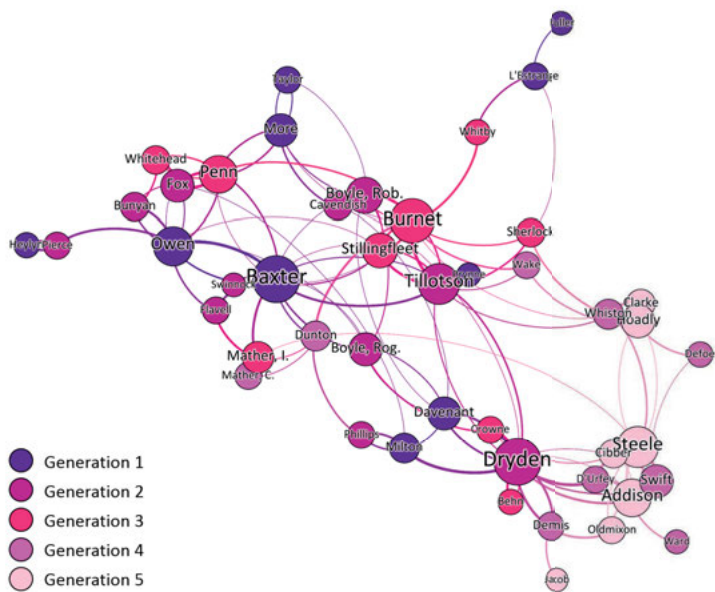 Fuller
Taylor
L'Estrange
More
Whitby
Whitehead
Penn
Fox
Boyle, Rob.
Bunyan
Cavendish
Burnet
Sherlock
Heylyn
Pierce
Owen
Stillingfleet
Wake
Baxter
Tillotson
Swinnock
Clarke
Flavell
Whiston
Hoadly
Dunton
Boyle, Rog.
Mather, I.
Defoe
Mather, C.
Davenant
Crowne
Phillips
Milton
Steele
Cibber
Dryden
D'Urfey
Swift
Addison
Behn
Dennis
Oldmixon
Ward
Jacob
Generation 1
Generation 2
Generation 3
Generation 4
Generation 5